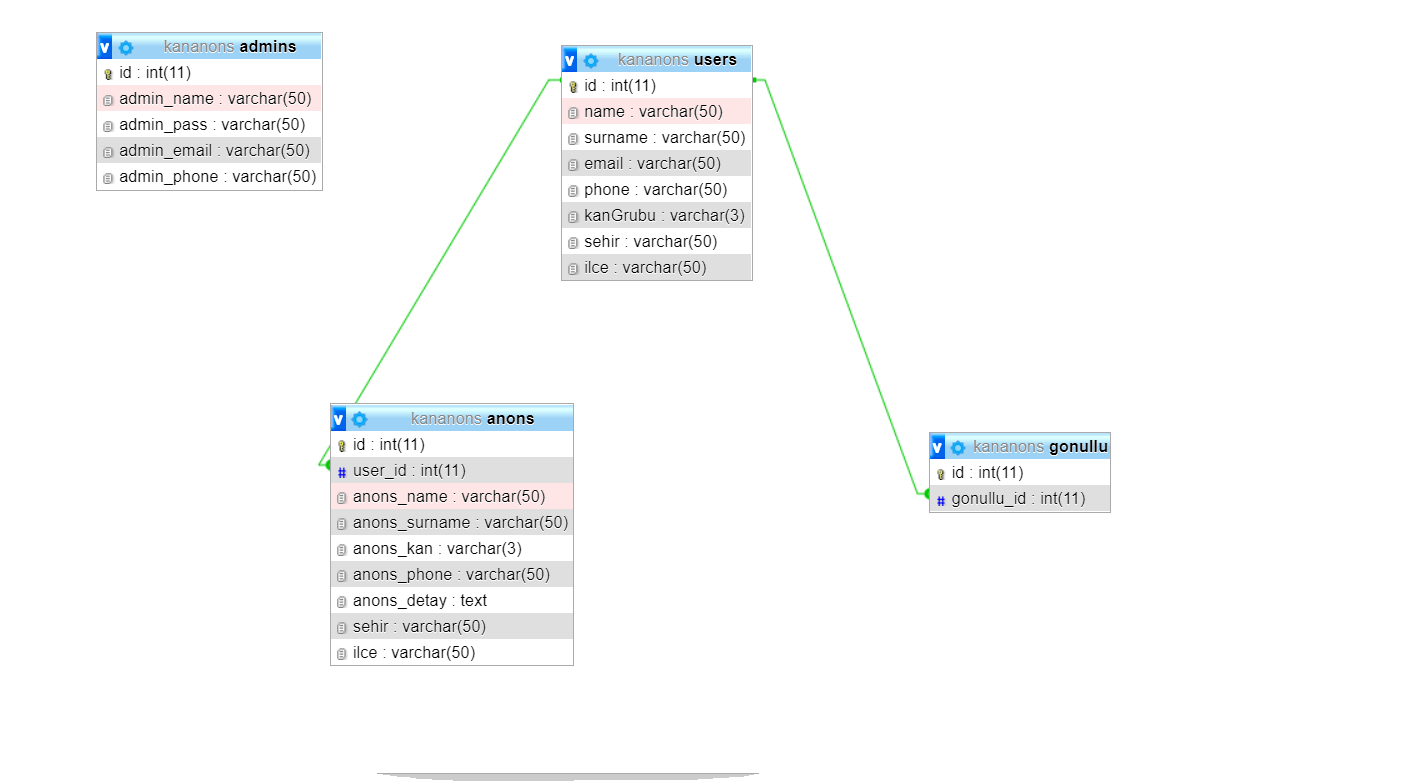 v kananons admins
id : int(11)
admin_name : varchar(50)
admin_pass : varchar(50)
admin_email : varchar(50)
admin_phone : varchar(50)
v kananons users
id : int(11)
name : varchar(50)
surname : varchar(50)
email : varchar(50)
phone : varchar(50)
kanGrubu : varchar(3)
sehir : varchar(50)
ilce : varchar(50)
v kananons anons
id : int(11)
# user_id : int(11)
anons_name : varchar(50)
anons_surname : varchar(50)
anons_kan : varchar(3)
anons_phone : varchar(50)
anons_detay : text
sehir : varchar(50)
ilce : varchar(50)
v kananons gonullu
id : int(11)
# gonullu_id : int(11)